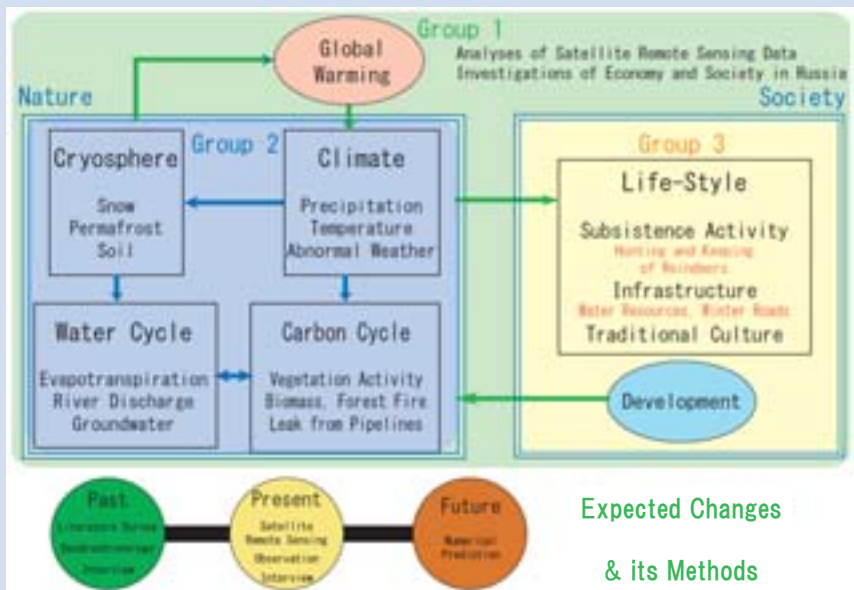 Group 1
Global
Warming
Analyses of Satellite Remote Sensing Data
Investigations of Economy and Society in Russia
Nature
Society
Group 2
Cryosphere
Snow
Permafrost
Soil
Climate
Precipitation
Temperature
Abnormal Weather
Water Cycle
Evapotranspiration
River Discharge
Groundwater
Carbon Cycle
Vegetation Activity
Biomass, Forest Fire
Leak from Pipelines
Group 3
Life-Style
Subsistence Activity
Hunting and Keeping
of Reindeers
Infrastructure
Water Resources, Winter Roads
Traditional Culture
Development
Past
Literature Survey
Interview
Present
Satellite
Remote Sensing
Observation
Interview
Future
Numerical
Prediction
Expected Changes
& its Methods